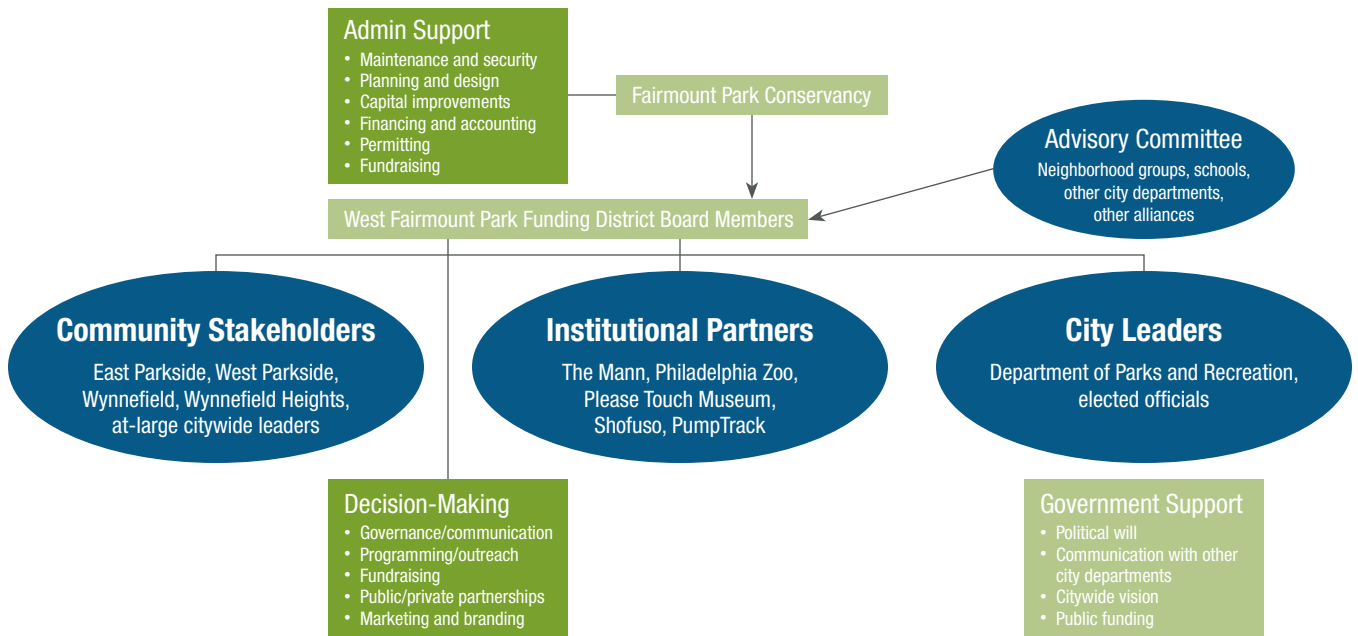 Admin Support
• Maintenance and security
• Planning and design
• Capital improvements
• Financing and accounting
• Permitting
• Fundraising
Fairmount Park Conservancy
Advisory Committee
Neighborhood groups, schools,
other city departments,
other alliances
West Fairmount Park Funding District Board Members
Community Stakeholders
East Parkside, West Parkside,
Wynnefield, Wynnefield Heights,
at-large citywide leaders
Institutional Partners
The Mann, Philadelphia Zoo,
Please Touch Museum,
Shofuso, PumpTrack
City Leaders
Department of Parks and Recreation,
elected officials
Decision-Making
• Governance/communication
• Programming/outreach
• Fundraising
• Public/private partnerships
• Marketing and branding
Government Support
• Political will
• Communication with other
city departments
• Citywide vision
• Public funding